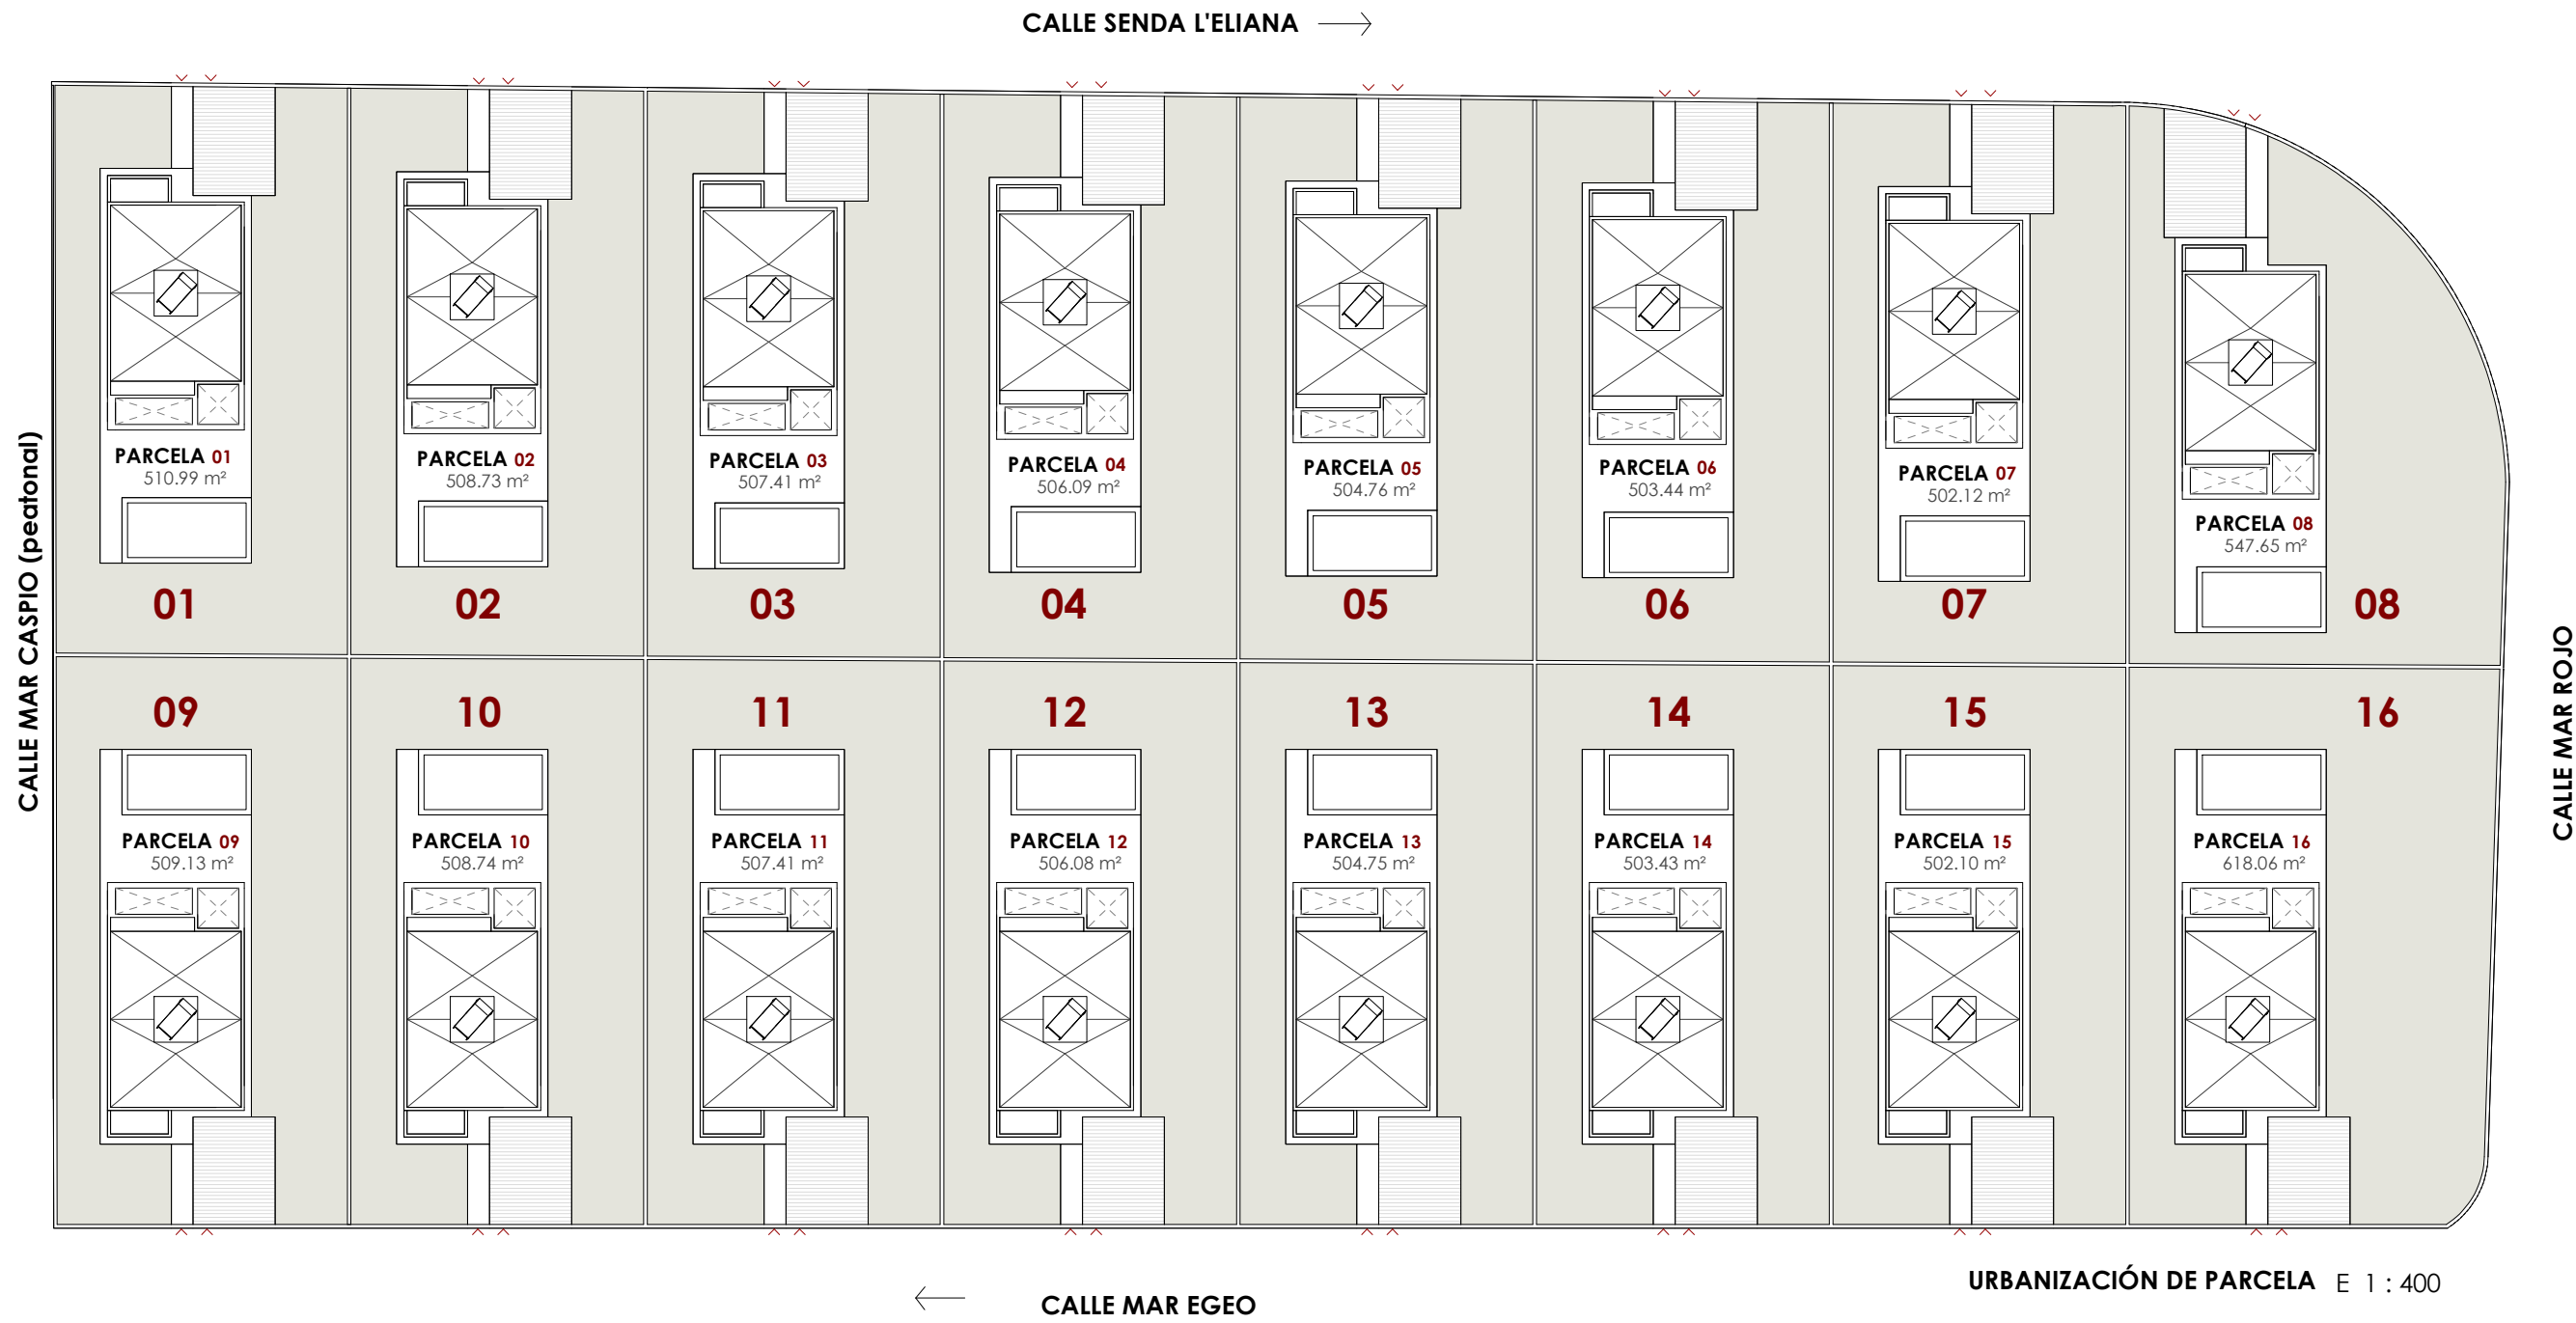 CALLE SENDA L'ELIANA
CALLE MAR CASPIO (peatonal)
CALLE MAR ROJO
PARCELA 01
510.99 m²
PARCELA 02
508.73 m²
PARCELA 03
507.41 m²
PARCELA 04
506.09 m²
PARCELA 05
504.76 m²
PARCELA 06
503.44 m²
PARCELA 07
502.12 m²
PARCELA 08
547.65 m²
01
02
03
04
05
06
07
08
09
10
11
12
13
14
15
16
PARCELA 09
509.13 m²
PARCELA 10
508.74 m²
PARCELA 11
507.41 m²
PARCELA 12
506.08 m²
PARCELA 13
504.75 m²
PARCELA 14
503.43 m²
PARCELA 15
502.10 m²
PARCELA 16
618.06 m²
URBANIZACIÓN DE PARCELA E 1 : 400
CALLE MAR EGEO